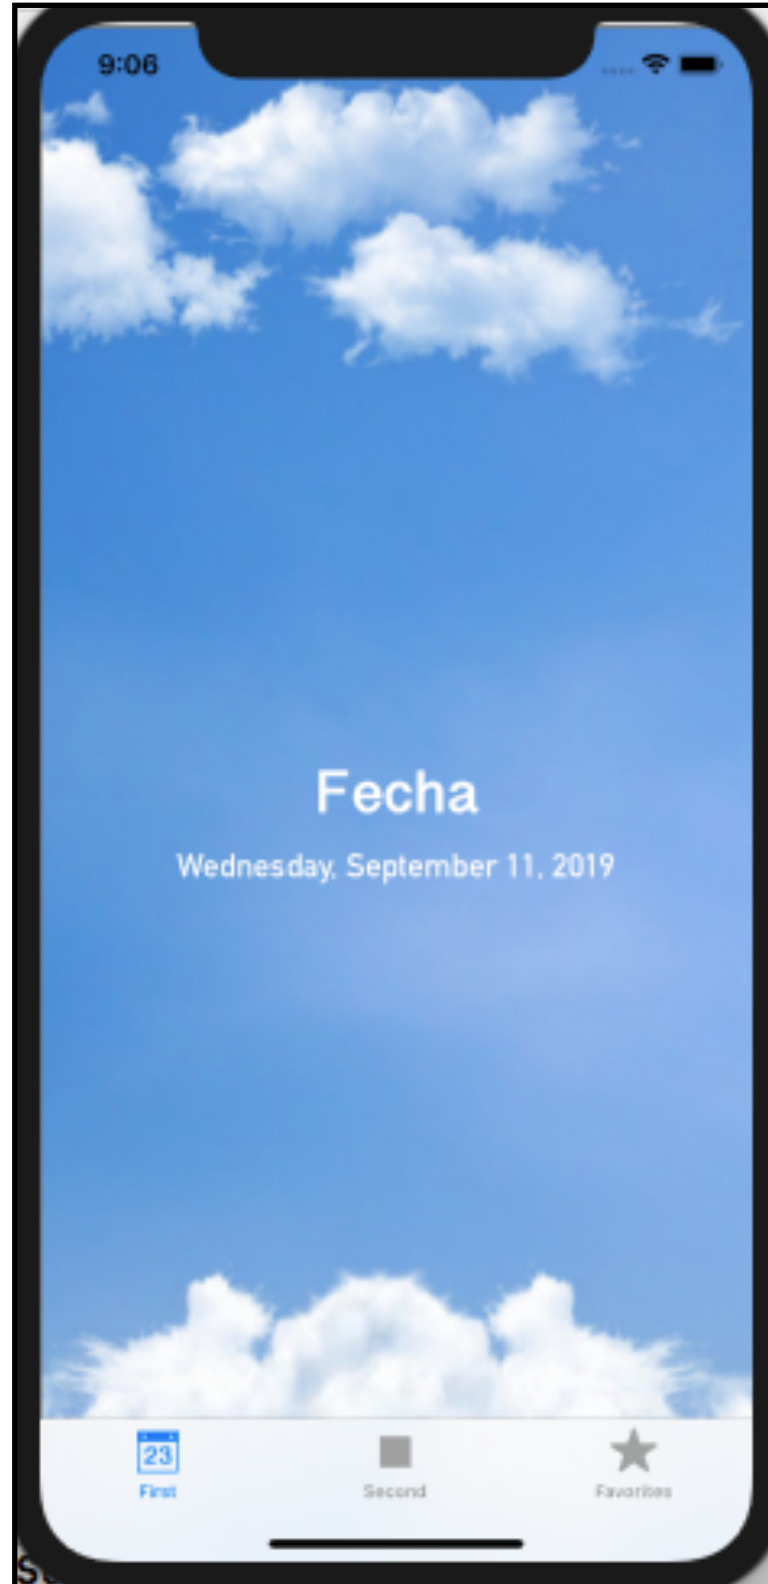 9:06
Fecha
Wednesday, September 11, 2019
23
First
Second
Favorites